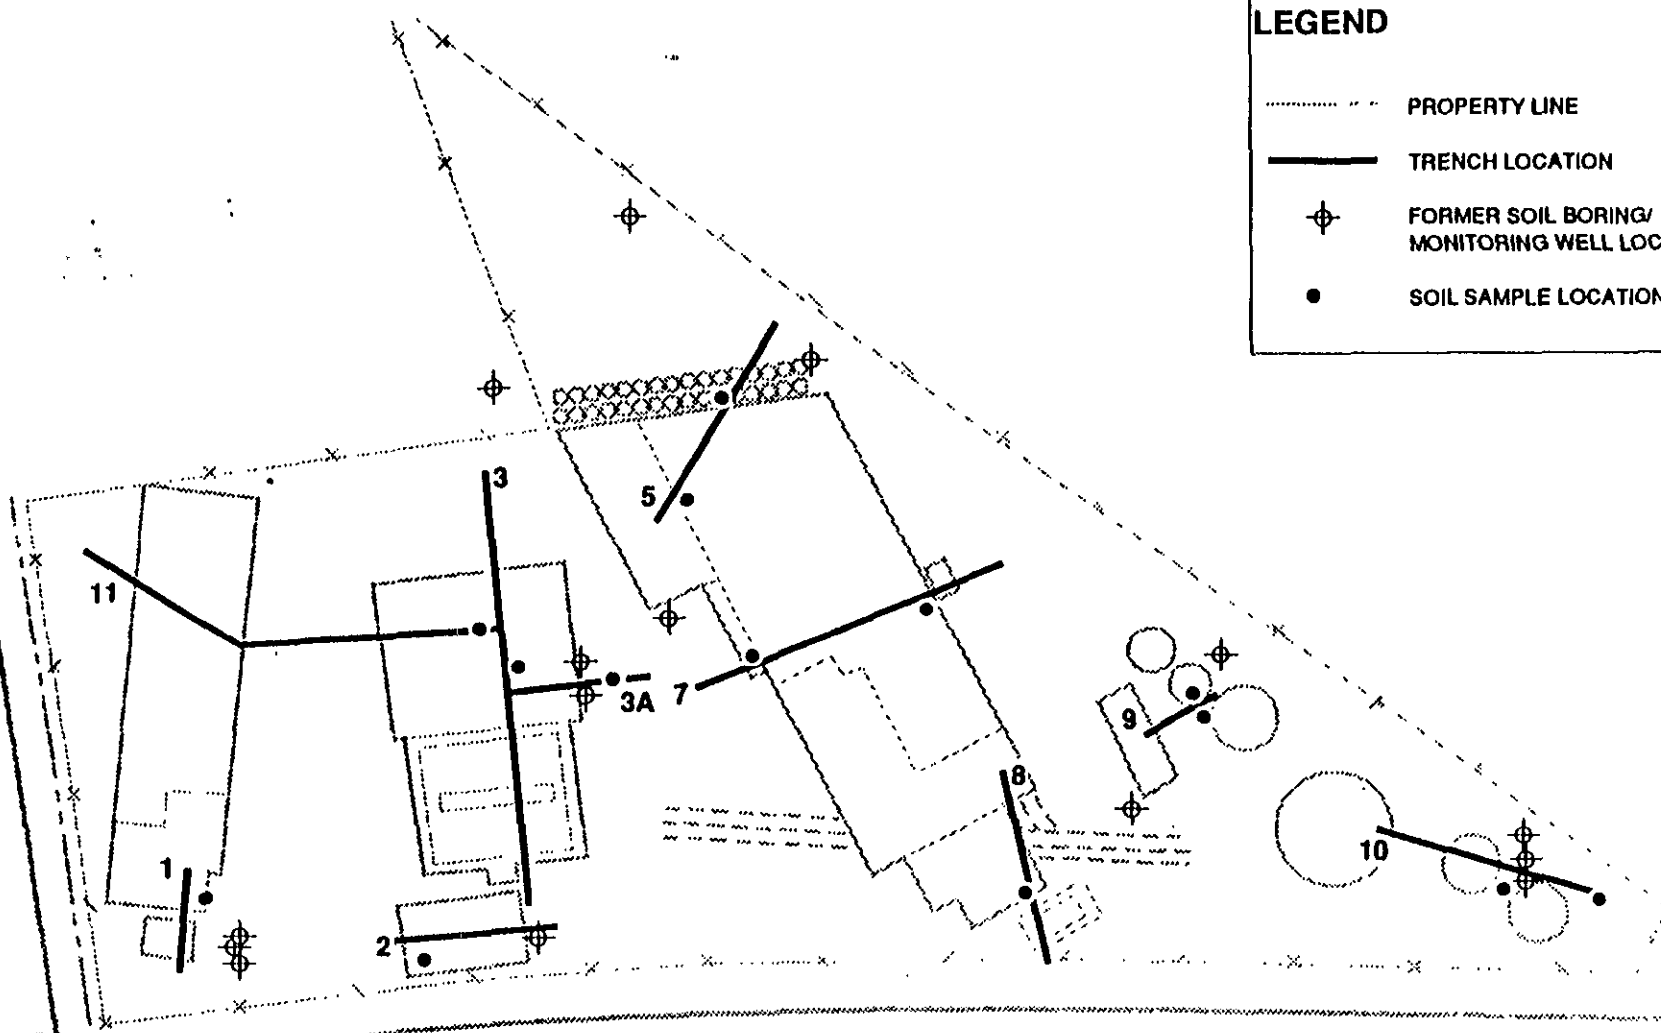 LEGEND
PROPERTY LINE
TRENCH LOCATION
FORMER SOIL BORING/
MONITORING WELL LOC
SOIL SAMPLE LOCATION
3
5
11
3A
7
9
8
1
10
2